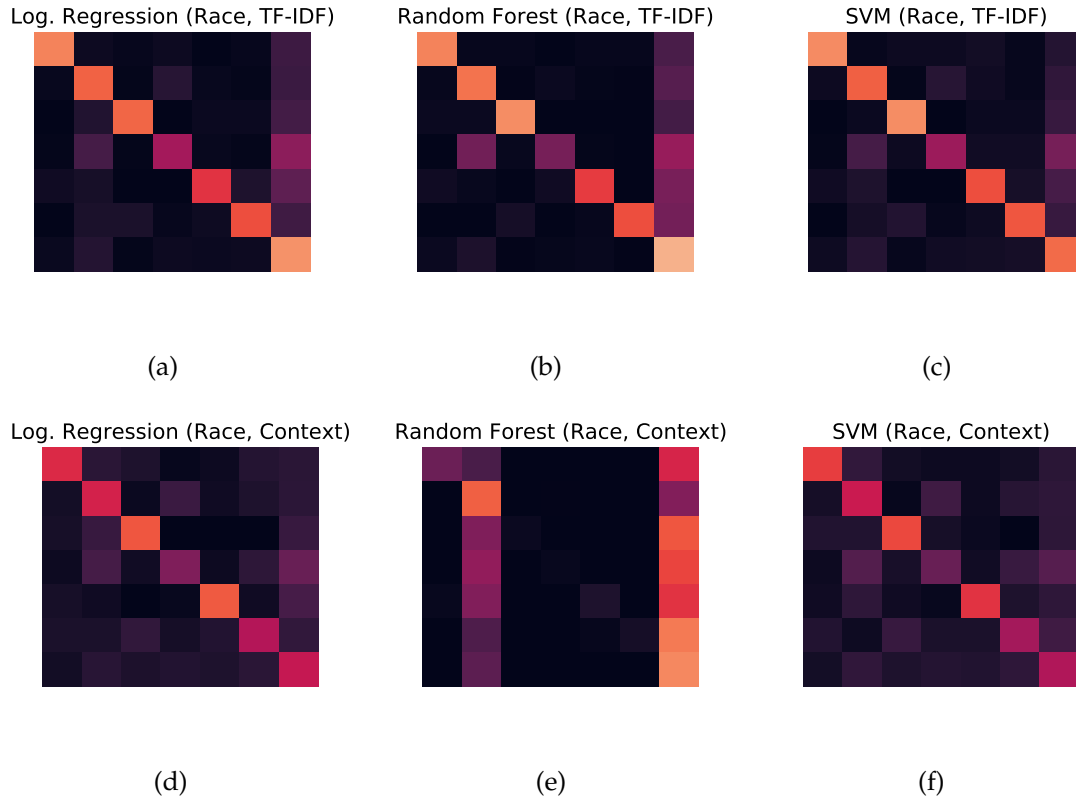 Log. Regression (Race, TF-IDF)
Random Forest (Race, TF-IDF)
SVM (Race, TF-IDF)
(a)
(b)
(c)
Log. Regression (Race, Context)
Random Forest (Race, Context)
SVM (Race, Context)
(d)
(e)
(f)